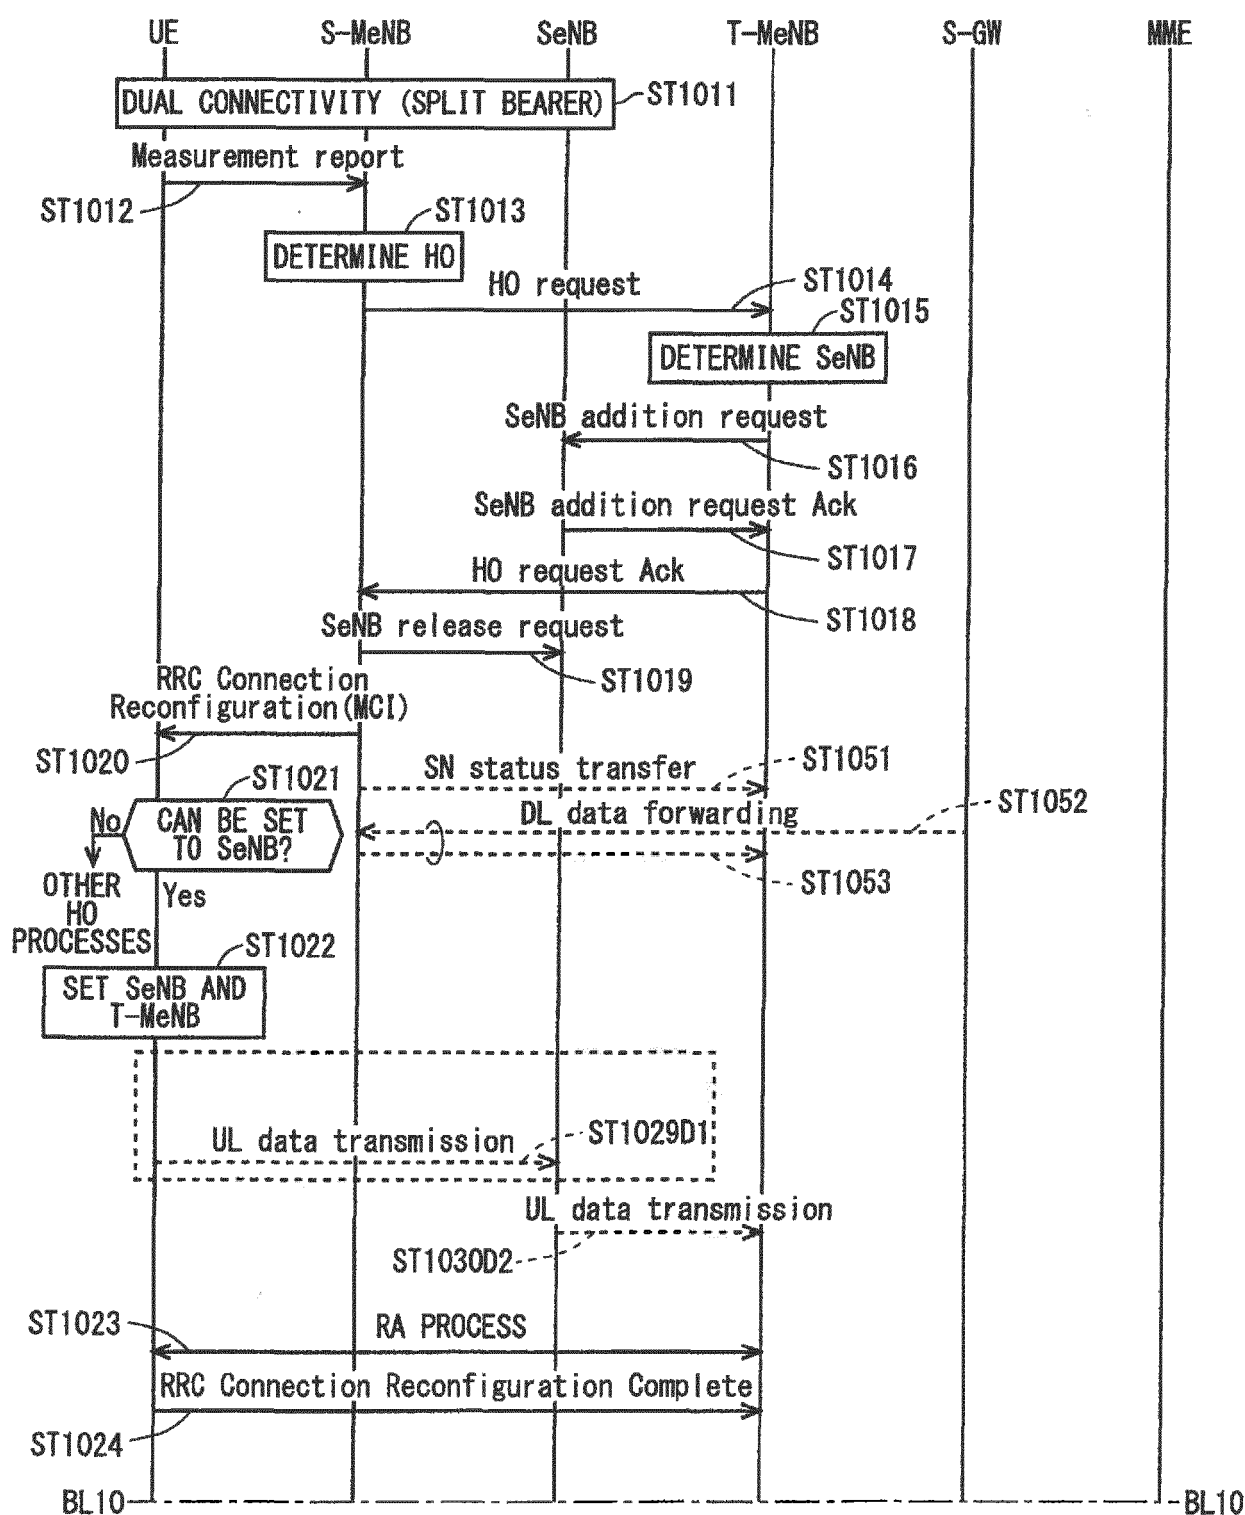 UE S-MeNB SeNB T-MeNB S-GW MME
DUAL CONNECTIVITY (SPLIT BEARER)
ST1011
Measurement report
ST1012
ST1013
DETERMINE HO
HO request
ST1014
ST1015
DETERMINE SeNB
SeNB addition request
ST1016
SeNB addition request Ack
ST1017
HO request Ack
ST1018
SeNB release request
ST1019
RRC Connection
Reconfiguration(MCI)
ST1020
SN status transfer
ST1051
ST1021
DL data forwarding
ST1052
No
CAN BE SET
TO SeNB?
ST1053
OTHER
HO
PROCESSES
Yes
ST1022
SET SeNB AND
T-MeNB
UL data transmission
ST1029D1
UL data transmission
ST1030D2
ST1023
RA PROCESS
RRC Connection Reconfiguration Complete
ST1024
BL10
BL10